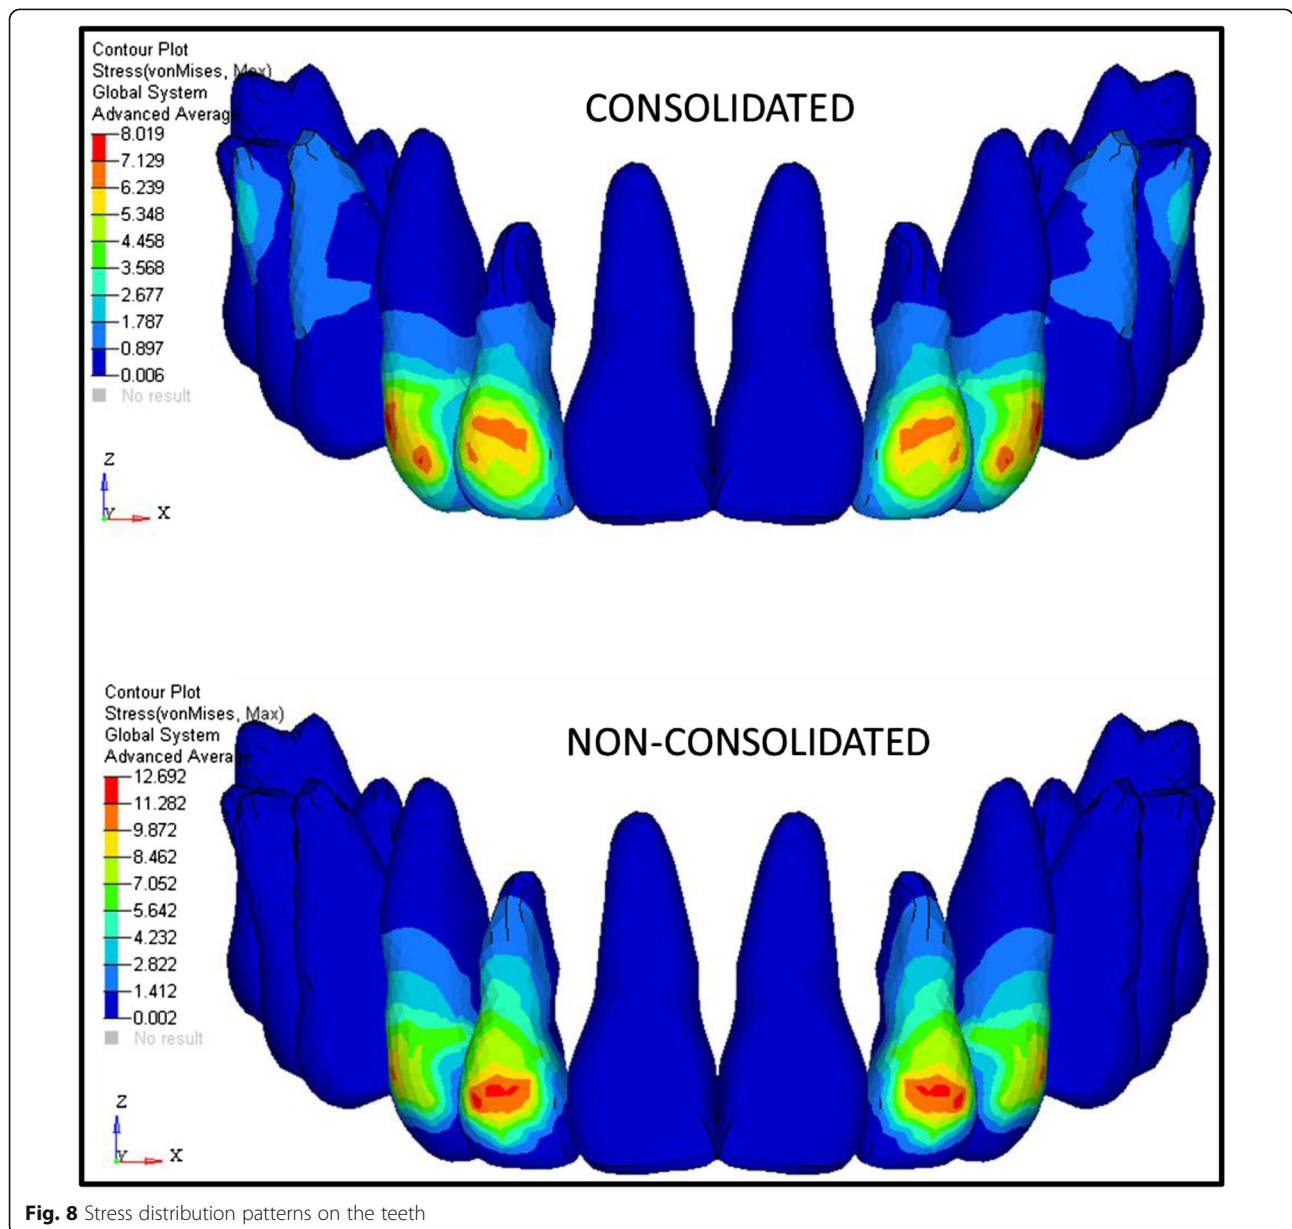 Contour Plot
Stress(vonMises, Max)
Global System
Advanced Average
8.019
7.129
6.239
5.348
4.458
3.568
2.677
1.787
0.897
0.006
No result
Z
Y
X
CONSOLIDATED
Contour Plot
Stress(vonMises, Max)
Global System
Advanced Average
12.692
11.282
9.872
8.462
7.052
5.642
4.232
2.822
1.412
0.002
No result
Z
Y
X
NON-CONSOLIDATED
Fig. 8 Stress distribution patterns on the teeth